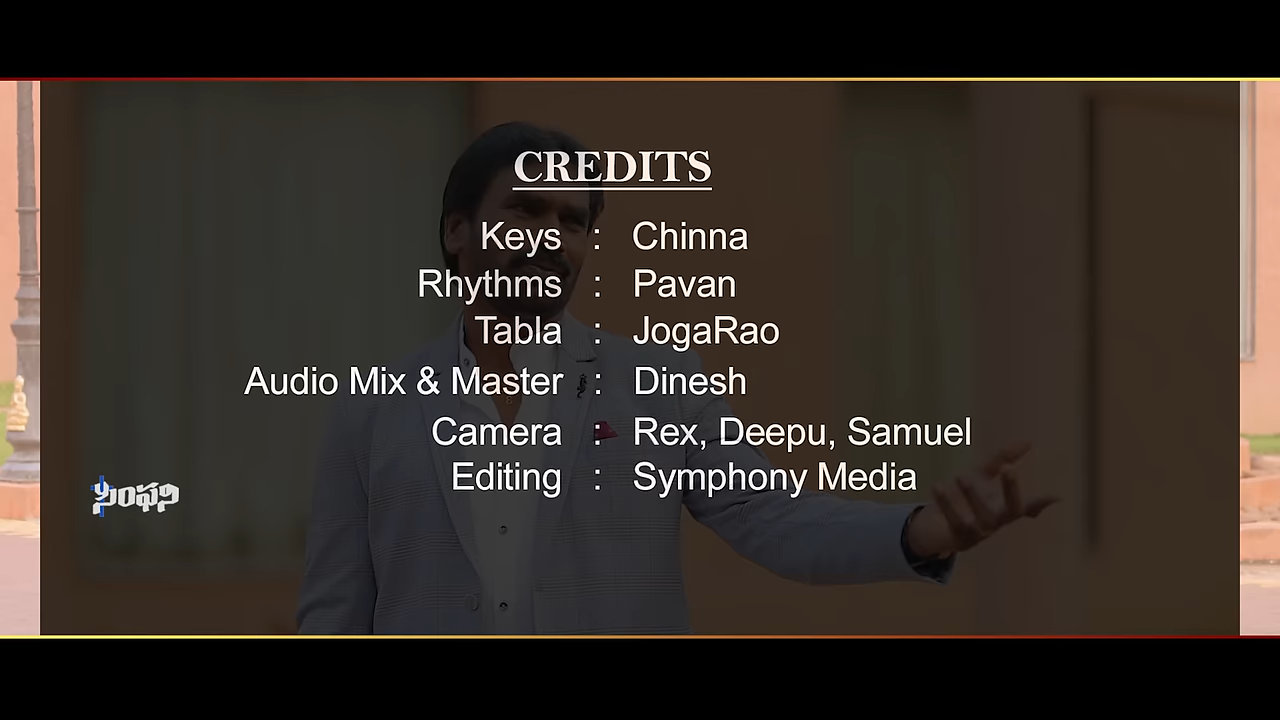 CREDITS
Keys : Chinna
Rhythms : Pavan
Tabla : JogaRao
Audio Mix & Master : Dinesh
Camera : Rex, Deepu, Samuel
Editing : Symphony Media
సింఫని